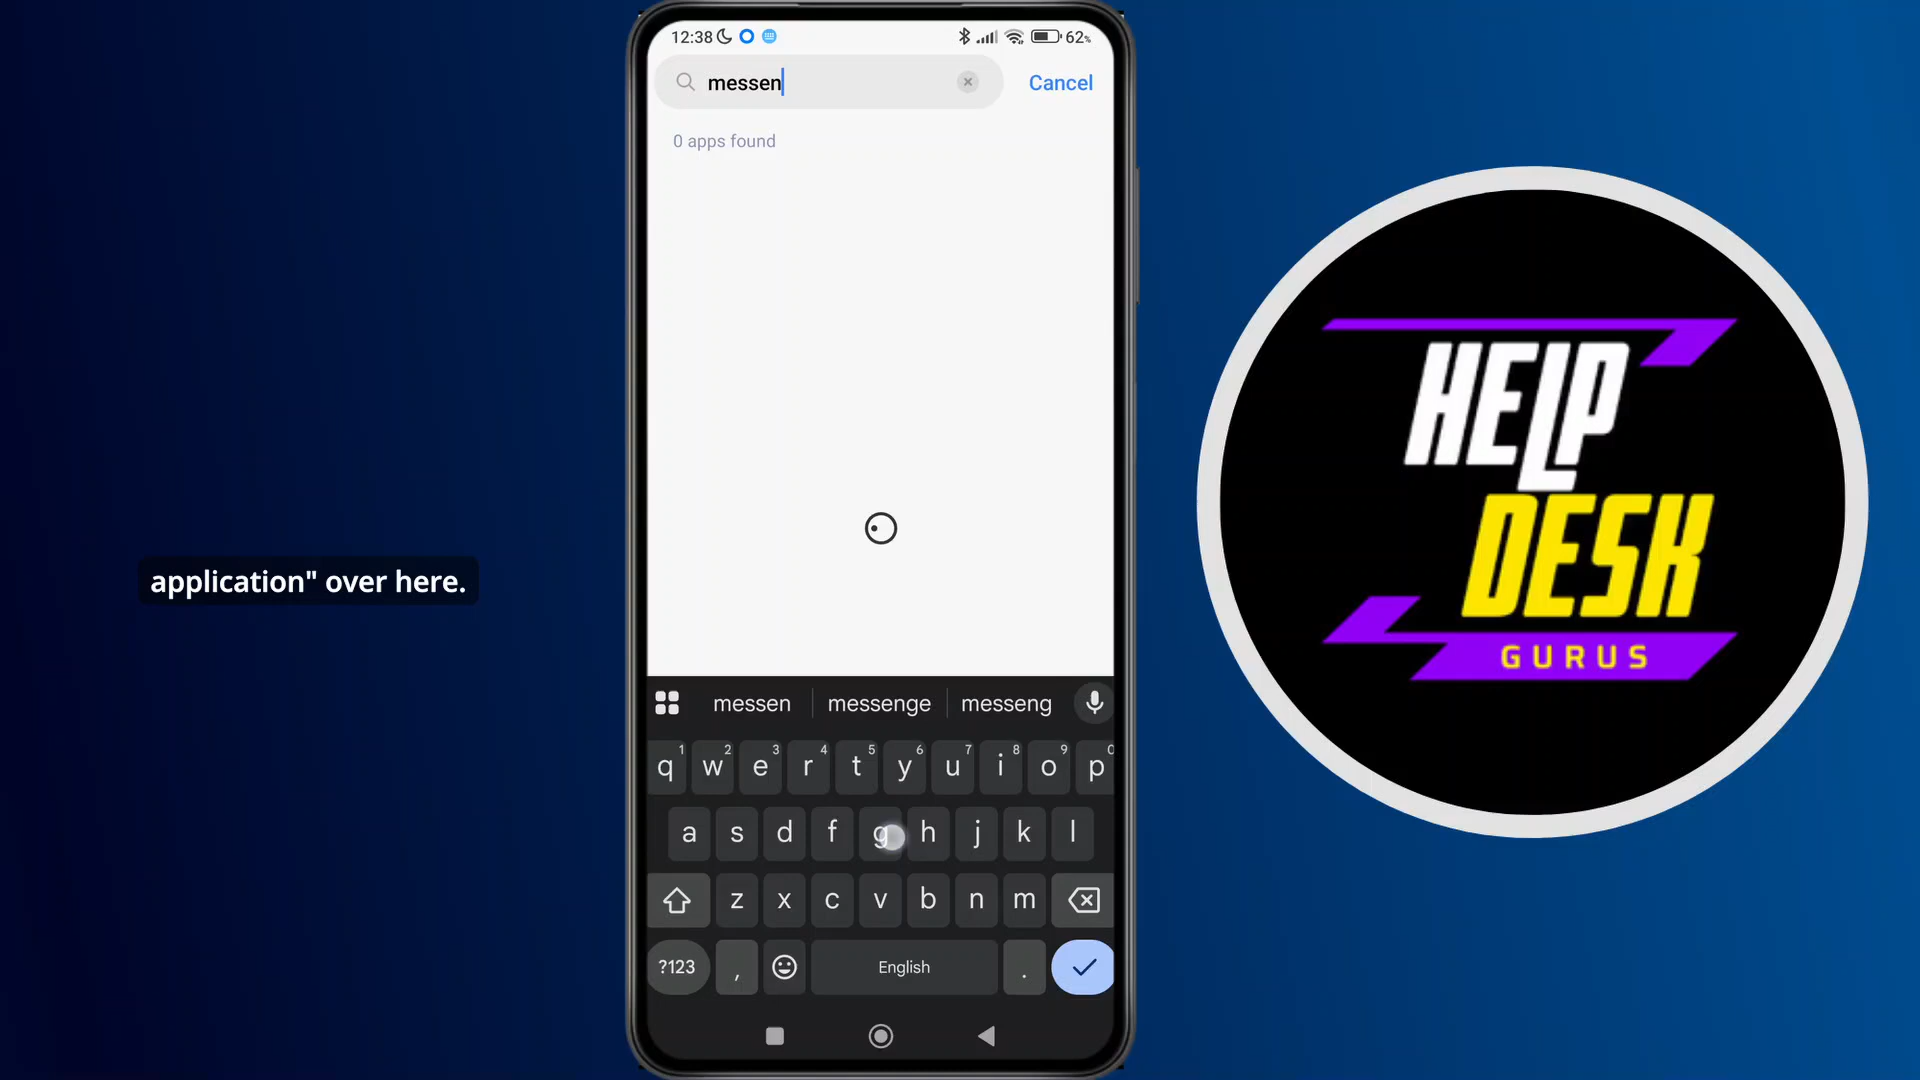 12:38
62%
messen
Cancel
0 apps found
application" over here.
HELP
DESK
GURUS
messen messenge messeng
1 2 3 4 5 6 7 8 9 0
q w e r t y u i o p
a s d f g h j k l
z x c v b n m
?123 , English .